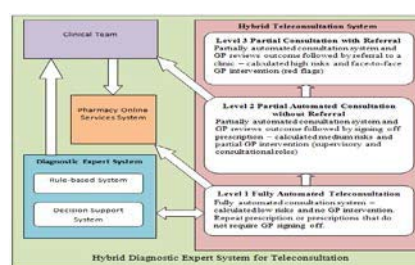 Hybrid Teleconsultation System
Clinical Team
Level 3 Partial Consultation with Referral
Partially automated consultation system and
GP reviews outcome followed by referral to a
clinic – calculated high risks and face-to-face
GP intervention (red flags)
Pharmacy Online
Services System
Level 2 Partial Automated Consultation
without Referral
Partially automated consultation system and
GP reviews outcome followed by signing off
prescription – calculated medium risks and
partial GP intervention (supervisory and
consultational roles)
Diagnostic Expert System
Rule-based System
Decision Support
System
Level 1 Fully Automated Teleconsultation
Fully automated consultation system –
calculated low risks and no GP intervention.
Repeat prescription or prescriptions that do
not require GP signing off.
Hybrid Diagnostic Expert System for Teleconsultation